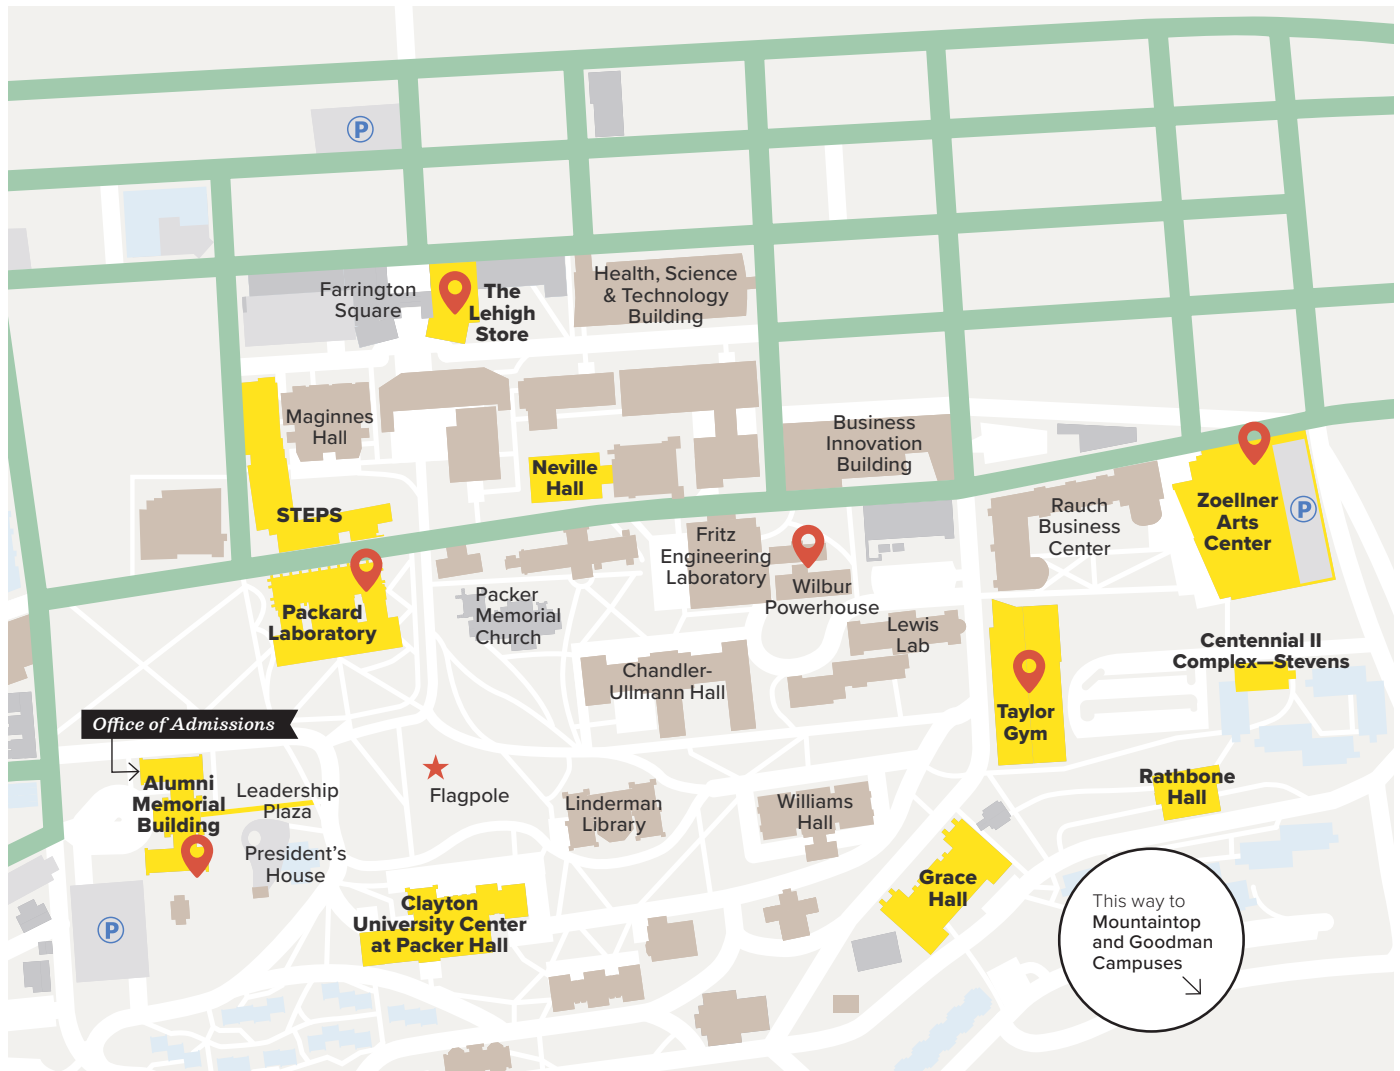 P
Farrington
Square
The
Lehigh
Store
Health, Science
& Technology
Building
Maginnes
Hall
Neville
Hall
Business
Innovation
Building
STEPS
Rauch
Business
Center
Zoellner
Arts
Center
P
Fritz
Engineering
Laboratory
Wilbur
Powerhouse
Packard
Laboratory
Packer
Memorial
Church
Lewis
Lab
Centennial II
Complex—Stevens
Chandler-
Ullmann Hall
Taylor
Gym
Office of Admissions
Alumni
Memorial
Building
Leadership
Plaza
Flagpole
Linderman
Library
Williams
Hall
Rathbone
Hall
President's
House
Grace
Hall
Clayton
University Center
at Packer Hall
P
This way to
Mountaintop
and Goodman
Campuses